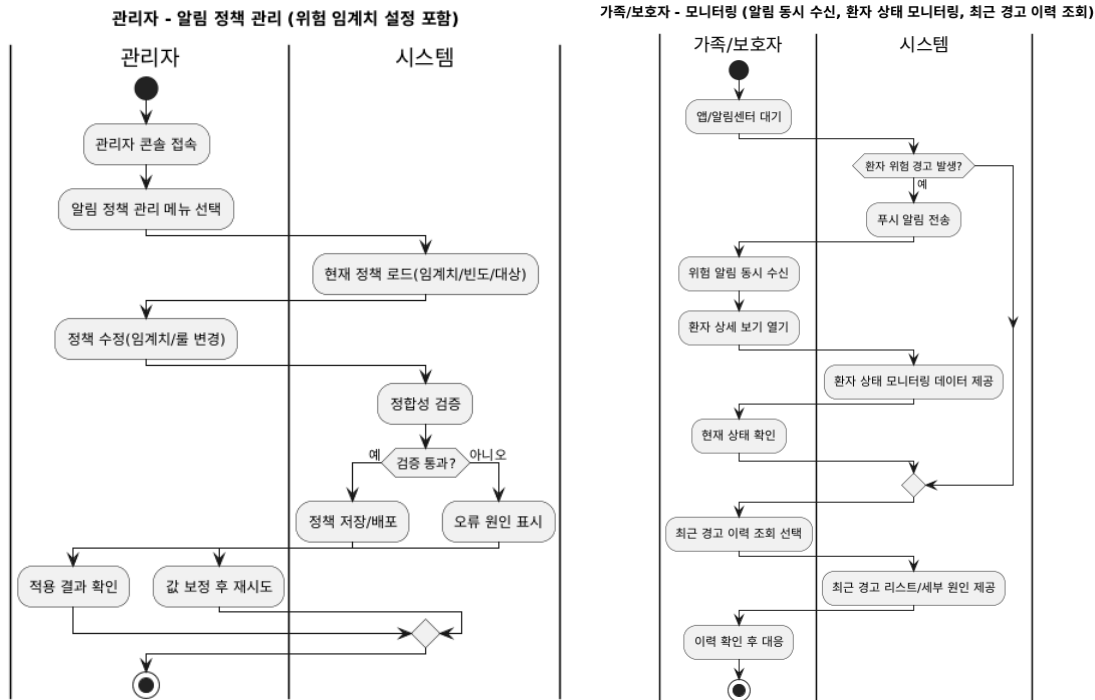 관리자 - 알림 정책 관리 (위험 임계치 설정 포함)
관리자
시스템
관리자 콘솔 접속
알림 정책 관리 메뉴 선택
현재 정책 로드(임계치/빈도/대상)
정책 수정(임계치/룰 변경)
정합성 검증
예
검증 통과?
아니오
정책 저장/배포
오류 원인 표시
적용 결과 확인
값 보정 후 재시도
가족/보호자 - 모니터링 (알림 동시 수신, 환자 상태 모니터링, 최근 경고 이력 조회)
가족/보호자
시스템
앱/알림센터 대기
환자 위험 경고 발생?
예
푸시 알림 전송
위험 알림 동시 수신
환자 상세 보기 열기
환자 상태 모니터링 데이터 제공
현재 상태 확인
최근 경고 이력 조회 선택
최근 경고 리스트/세부 원인 제공
이력 확인 후 대응